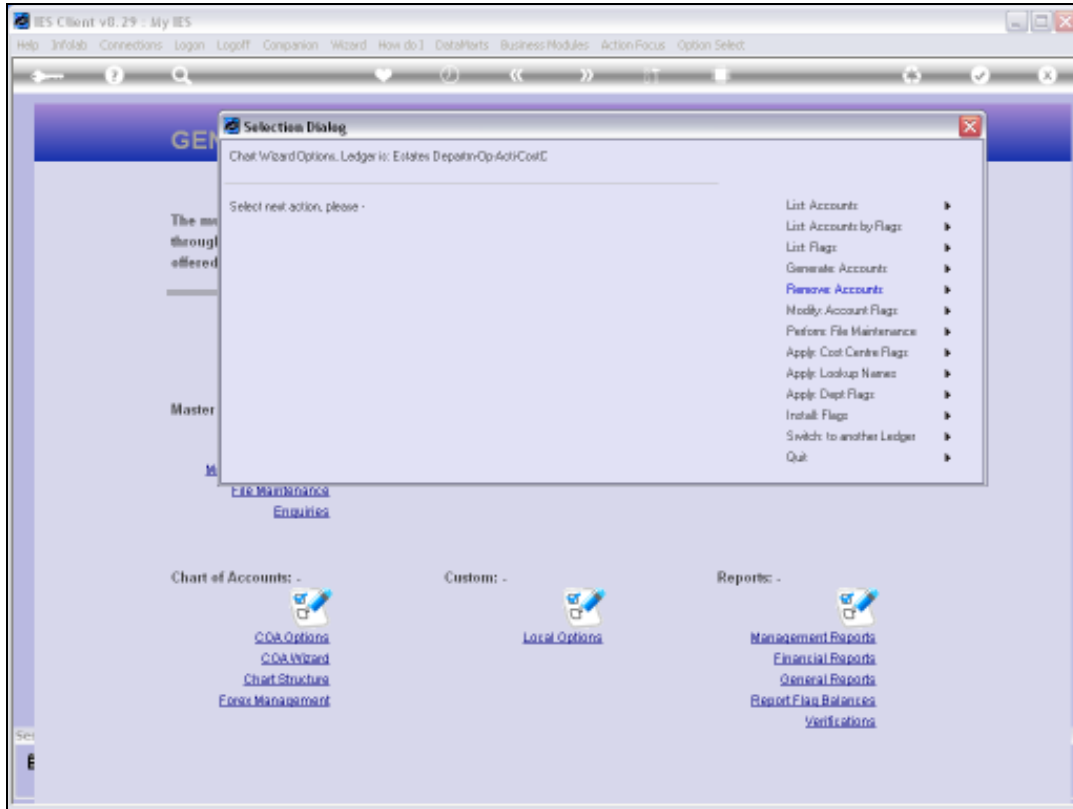 IES Client v8.29 : My IES
Help Infolab Connections Logon Logoff Companion Wizard How do I DataMarts Business Modules Action Focus Option Select
GEN
Selection Dialog
Chart Wizard Options, Ledger is: Estates Departm-Op-Acti-CostC
Select next action, please -
List Accounts
List Accounts by Flags
List Flags
Generate: Accounts
Remove: Accounts
Modify: Account Flags
Perform: File Maintenance
Apply: Cost Centre Flags
Apply: Lookup Names
Apply: Dept Flags
Install: Flags
Switch: to another Ledger
Quit
The mo
through
offered
Master
M
File Maintenance
Enquiries
Chart of Accounts: -
COA Options
COA Wizard
Chart Structure
Forex Management
Custom: -
Local Options
Reports: -
Management Reports
Financial Reports
General Reports
Report Flag Balances
Verifications
Ser